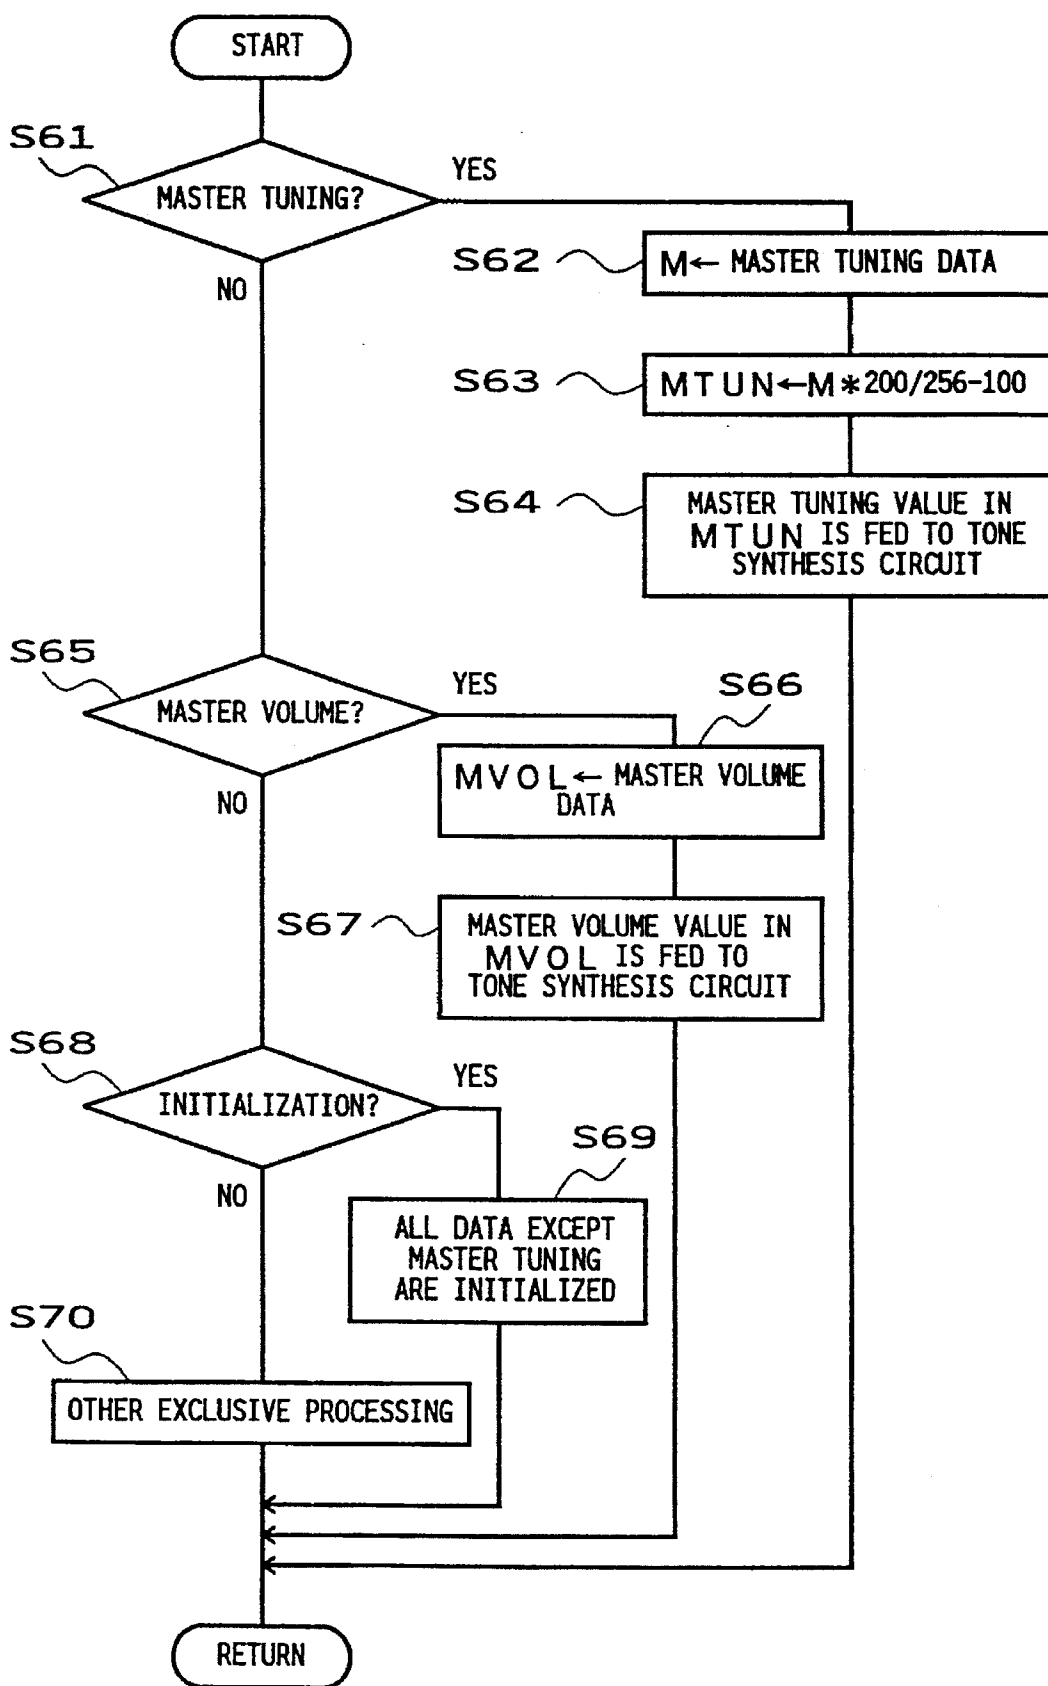 START
S61
MASTER TUNING?
YES
NO
S62
M← MASTER TUNING DATA
S63
MTUN←M*200/256-100
S64
MASTER TUNING VALUE IN
MTUN IS FED TO TONE
SYNTHESIS CIRCUIT
S65
MASTER VOLUME?
YES
NO
S66
MVOL← MASTER VOLUME
DATA
S67
MASTER VOLUME VALUE IN
MVOL IS FED TO
TONE SYNTHESIS CIRCUIT
S68
INITIALIZATION?
YES
NO
S69
ALL DATA EXCEPT
MASTER TUNING
ARE INITIALIZED
S70
OTHER EXCLUSIVE PROCESSING
RETURN